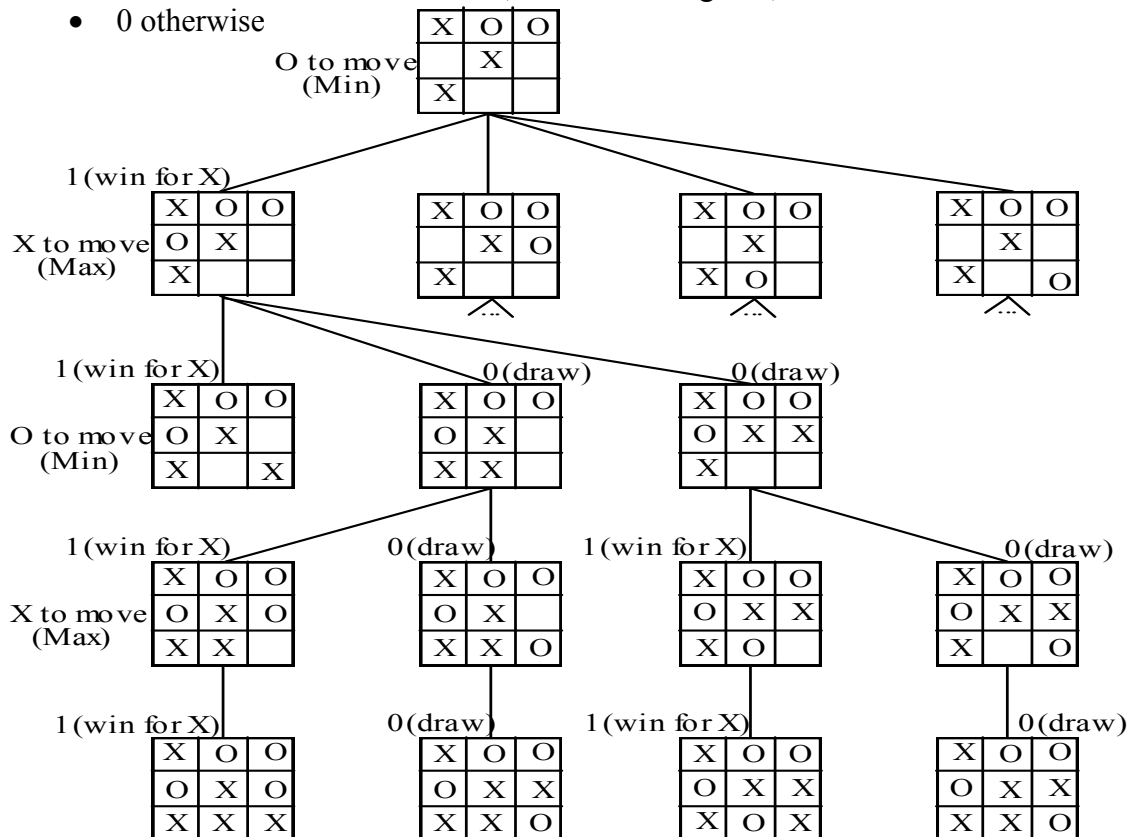 • 0 otherwise
X O O
O to move X
(Min) X
1(win for X)
X O O X O O X O O X O O
X to move O X X O X X
(Max) X X X O X O
... ... ...
1(win for X) 0(draw) 0(draw)
X O O X O O X O O
O to move O X O X O X X
(Min) X X X X X
1(win for X) 0(draw) 1(win for X) 0(draw)
X O O X O O X O O X O O
X to move O X O O X O X X O X X
(Max) X X X X O X O X O
1(win for X) 0(draw) 1(win for X) 0(draw)
X O O X O O X O O X O O
O X O O X X O X X O X X
X X X X X O X O X X X O